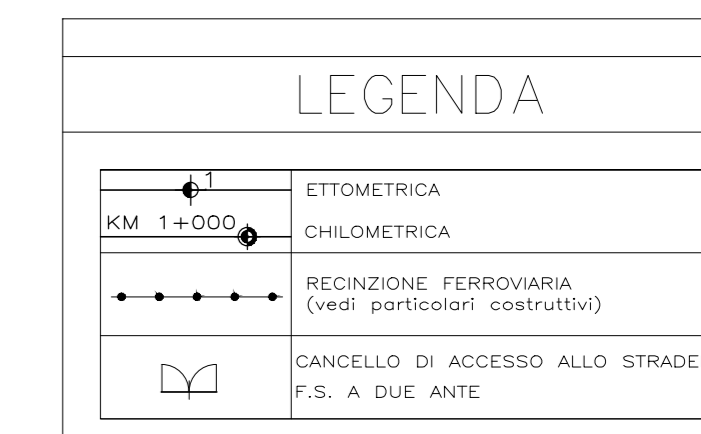 LEGENDA
1
ETTOMETRICA
KM 1+000
CHILOMETRICA
RECINZIONE FERROVIARIA
(vedi particolari costruttivi)
CANCELLO DI ACCESSO ALLO STRADE
F.S. A DUE ANTE